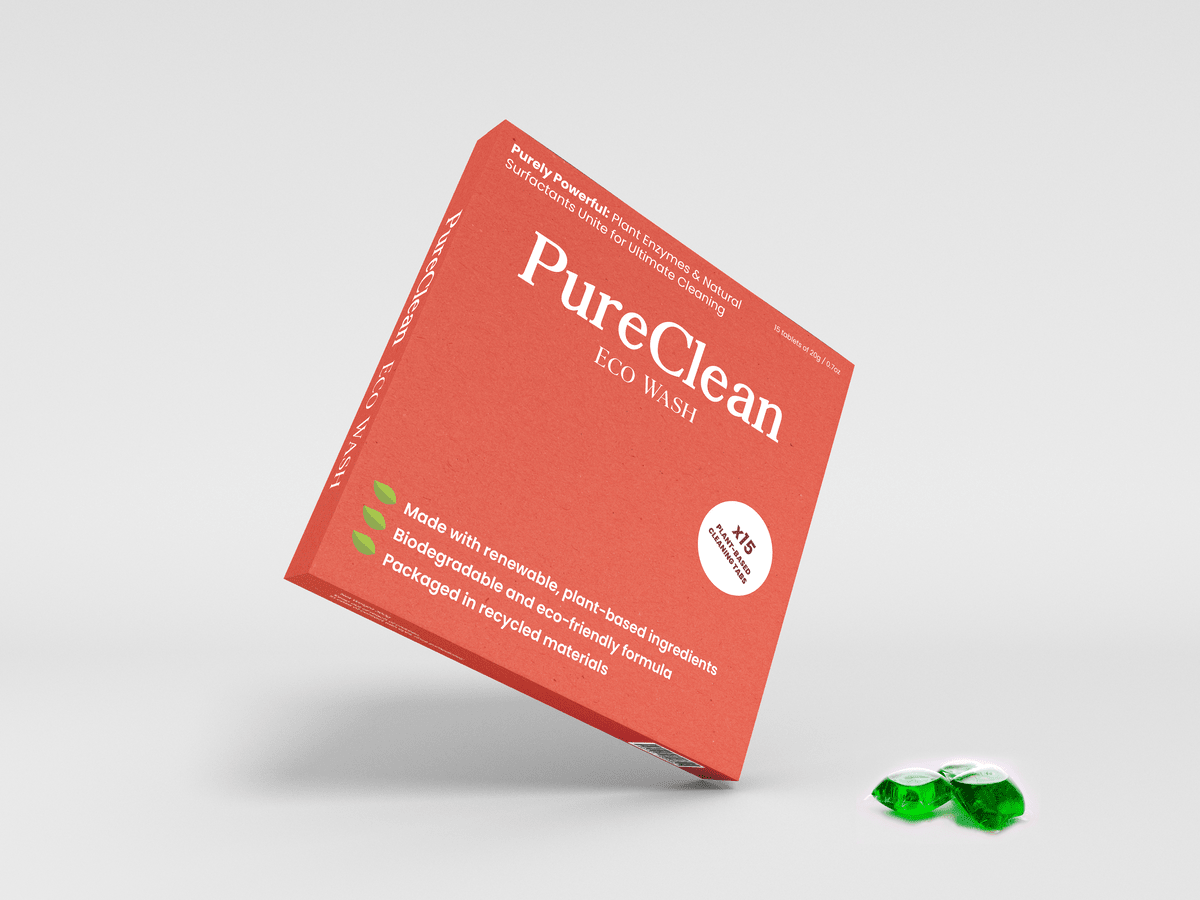 Purely Powerful: Plant Enzymes & Natural
Surfactants Unite for Ultimate Cleaning
15 tablets of 20g / 0.7oz
PureClean
ECO WASH
PureClean ECO WASH
x15
PLANT-BASED
CLEANING TABS
Made with renewable, plant-based ingredients
Biodegradable and eco-friendly formula
Packaged in recycled materials